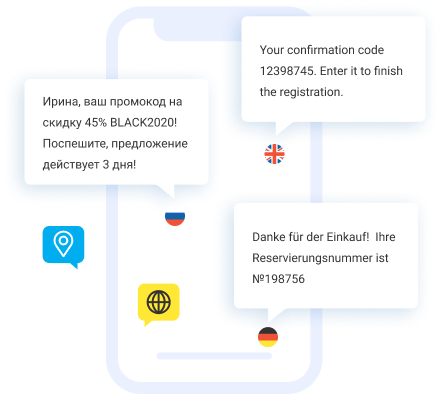 Your confirmation code
12398745. Enter it to finish
the registration.
Ирина, ваш промокод на
скидку 45% BLACK2020!
Поспешите, предложение
действует 3 дня!
Danke für der Einkauf!  Ihre
Reservierungsnummer ist
№198756